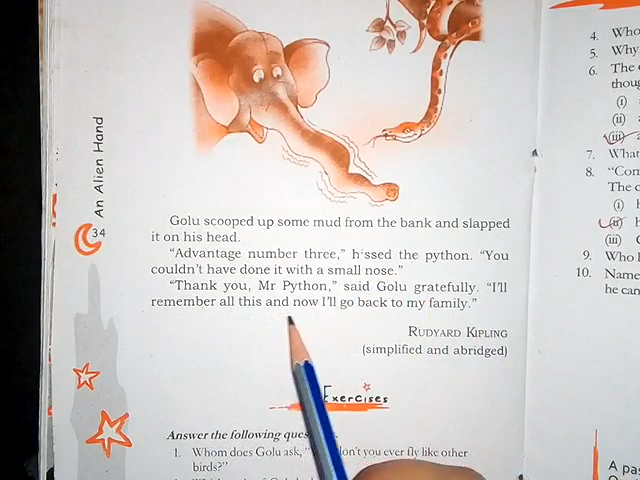 An Alien Hand
34
Golu scooped up some mud from the bank and slapped
it on his head.
“Advantage number three,” hissed the python. “You
couldn’t have done it with a small nose.”
“Thank you, Mr Python,” said Golu gratefully. “I’ll
remember all this and now I’ll go back to my family.”
RUDYARD KIPLING
(simplified and abridged)
Exercises
Answer the following
1. Whom does Golu ask, “ don’t you ever fly like other
birds?”
4. Who
5. Why
6. The
(i)
(ii)
(iii)
7. What
8. “Com
The c
(i) h
(ii) h
(iii)
9. Who
10. Name
he can
A pas